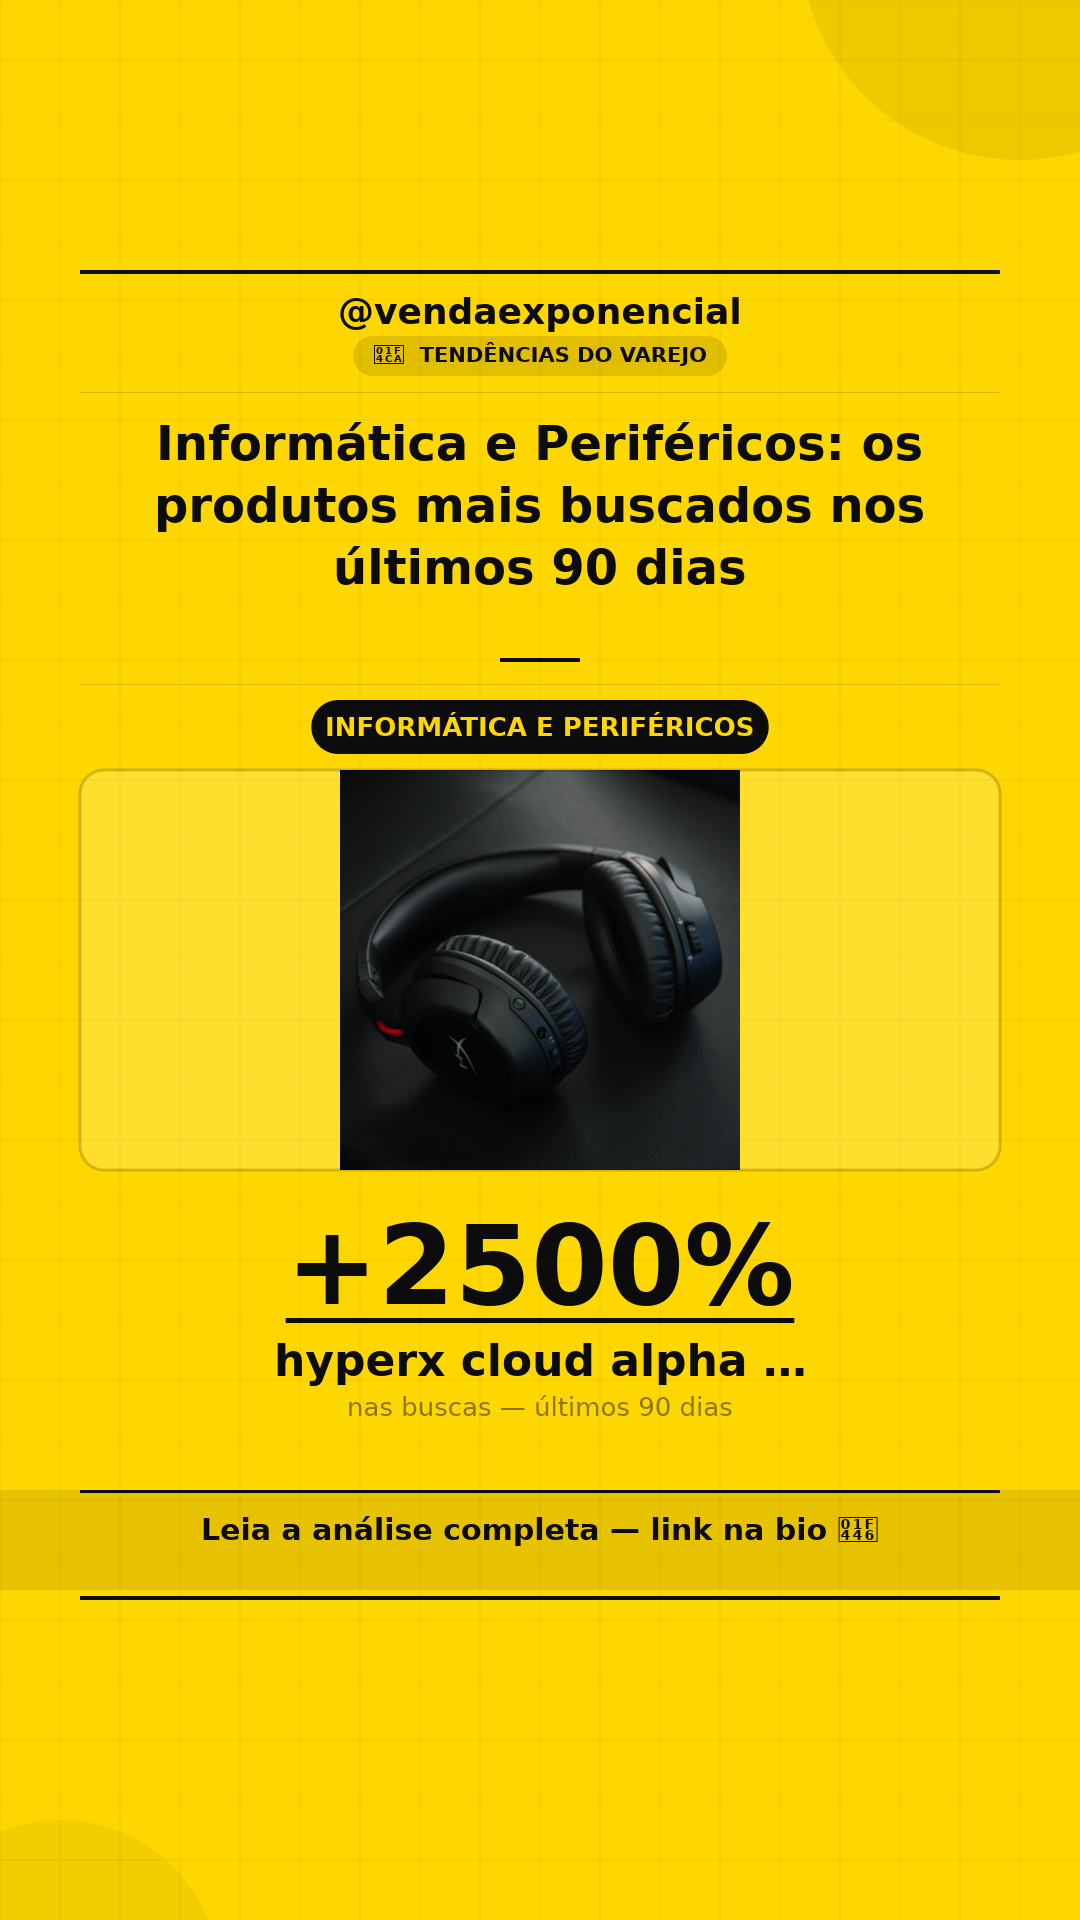 @vendaexponencial
TENDÊNCIAS DO VAREJO
Informática e Periféricos: os
produtos mais buscados nos
últimos 90 dias
INFORMÁTICA E PERIFÉRICOS
+2500%
hyperx cloud alpha ...
nas buscas — últimos 90 dias
Leia a análise completa — link na bio